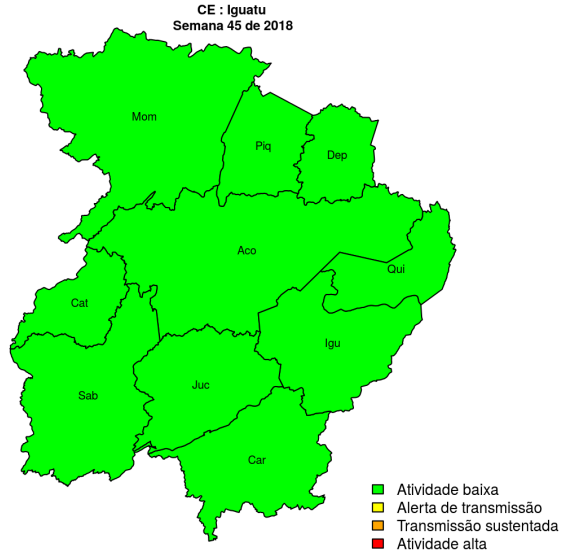 CE : Iguatu
Semana 45 de 2018
Mom
Piq
Dep
Aco
Qui
Cat
Igu
Juc
Sab
Car
Atividade baixa
Alerta de transmissão
Transmissão sustentada
Atividade alta